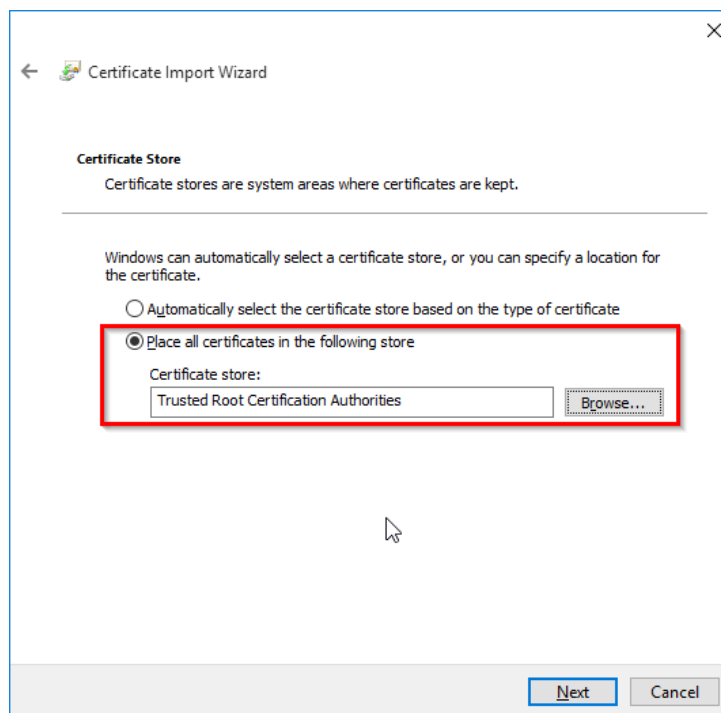 Certificate Import Wizard
Certificate Store
Certificate stores are system areas where certificates are kept.
Windows can automatically select a certificate store, or you can specify a location for
the certificate.
Automatically select the certificate store based on the type of certificate
Place all certificates in the following store
Certificate store:
Trusted Root Certification Authorities
Browse...
Next
Cancel